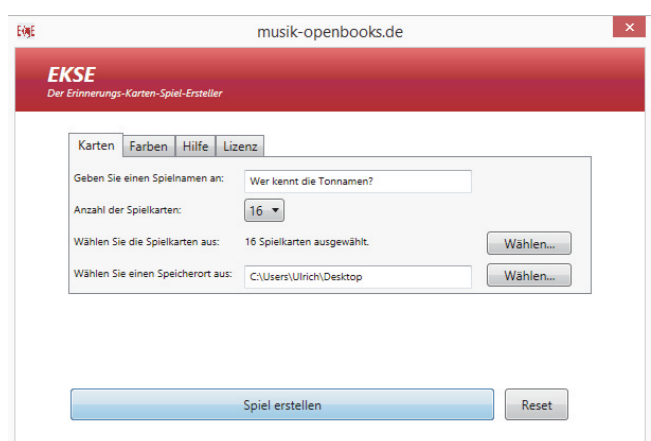 musik-openbooks.de
EKSE
Der Erinnerungs-Karten-Spiel-Ersteller
Karten Farben Hilfe Lizenz
Geben Sie einen Spielnamen an: Wer kennt die Tonnamen?
Anzahl der Spielkarten: 16
Wählen Sie die Spielkarten aus: 16 Spielkarten ausgewählt. Wählen...
Wählen Sie einen Speicherort aus: C:\Users\Ulrich\Desktop Wählen...
Spiel erstellen Reset